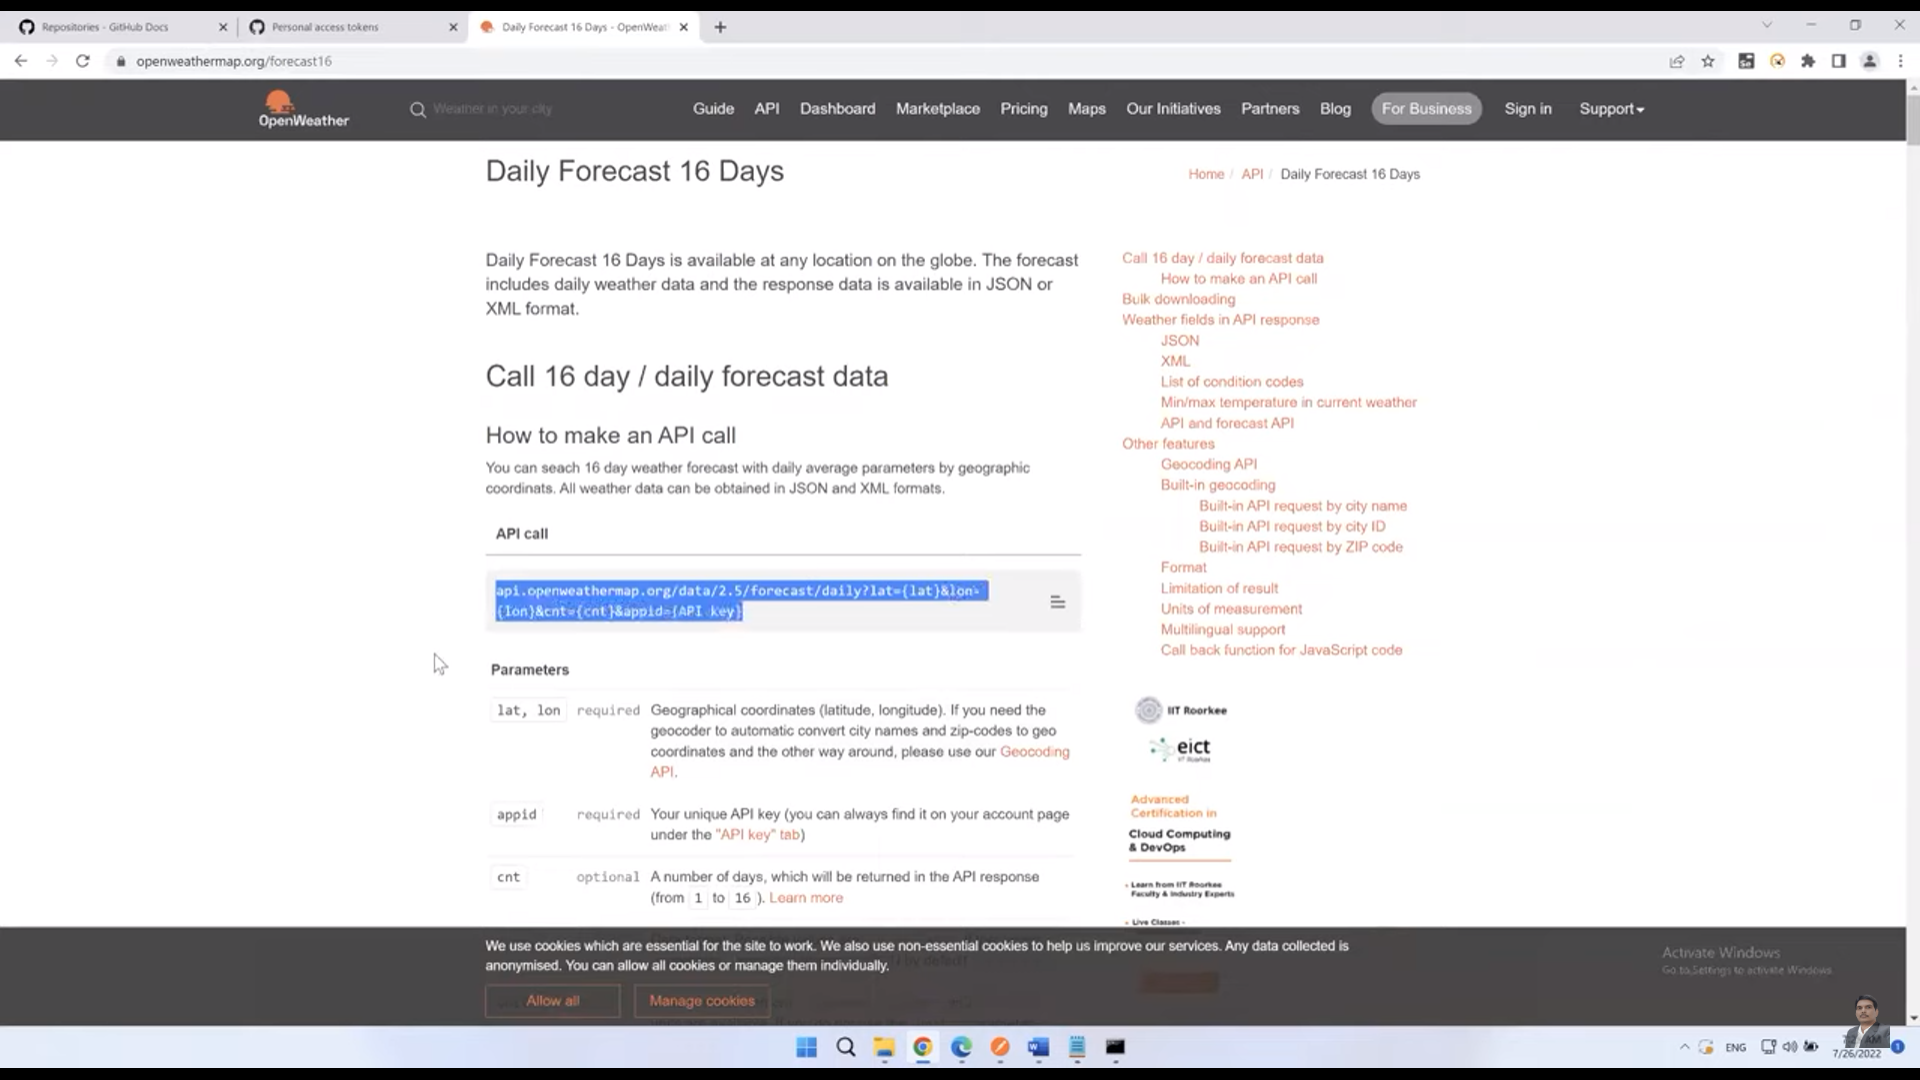 Repositories - GitHub Docs
Personal access tokens
Daily Forecast 16 Days - OpenWeat
openweathermap.org/forecast16
OpenWeather
Weather in your city
Guide
API
Dashboard
Marketplace
Pricing
Maps
Our Initiatives
Partners
Blog
For Business
Sign in
Support
Daily Forecast 16 Days
Home / API / Daily Forecast 16 Days
Daily Forecast 16 Days is available at any location on the globe. The forecast
includes daily weather data and the response data is available in JSON or
XML format.
Call 16 day / daily forecast data
How to make an API call
You can seach 16 day weather forecast with daily average parameters by geographic
coordinats. All weather data can be obtained in JSON and XML formats.
API call
api.openweathermap.org/data/2.5/forecast/daily?lat={lat}&lon=
{lon}&cnt={cnt}&appid={API key}
Parameters
lat, lon required Geographical coordinates (latitude, longitude). If you need the
geocoder to automatic convert city names and zip-codes to geo
coordinates and the other way around, please use our Geocoding
API.
appid required Your unique API key (you can always find it on your account page
under the "API key" tab)
cnt optional A number of days, which will be returned in the API response
(from 1 to 16 ). Learn more
Call 16 day / daily forecast data
How to make an API call
Bulk downloading
Weather fields in API response
JSON
XML
List of condition codes
Min/max temperature in current weather
API and forecast API
Other features
Geocoding API
Built-in geocoding
Built-in API request by city name
Built-in API request by city ID
Built-in API request by ZIP code
Format
Limitation of result
Units of measurement
Multilingual support
Call back function for JavaScript code
IIT Roorkee
eict
IIT Roorkee
Advanced
Certification in
Cloud Computing
& DevOps
Learn from IIT Roorkee
Faculty & Industry Experts
Live Classes -
We use cookies which are essential for the site to work. We also use non-essential cookies to help us improve our services. Any data collected is
anonymised. You can allow all cookies or manage them individually.
Allow all
Manage cookies
Activate Windows
Go to Settings to activate Windows.
ENG
7/26/2022
1